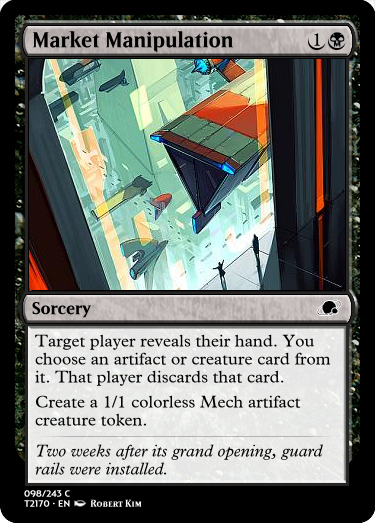 Market Manipulation 1
Sorcery
Target player reveals their hand. You
choose an artifact or creature card from
it. That player discards that card.
Create a 1/1 colorless Mech artifact
creature token.
Two weeks after its grand opening, guard
rails were installed.
098/243 C
T2170 • EN Robert Kim